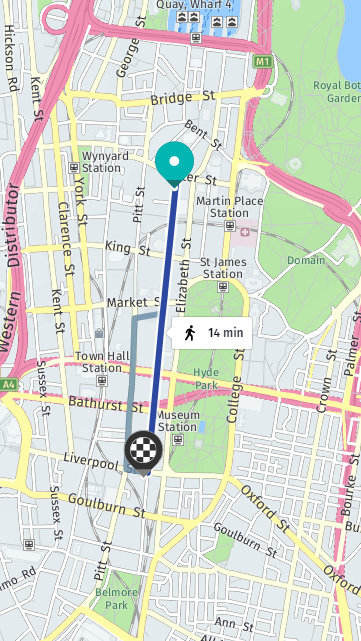 Quay, Wharf 4
Hickson Rd
George St
Kent St
M1
Royal Bot
Garden
Bridge St
Bent St
Wynyard
Station
ter St
York St
Pitt St
Martin Place
Station
Clarence St
Western Distributor
King St
Elizabeth St
St James
Station
Domain
Kent St
Market S
14 min
Town Hall
Station
Palmer St
Hyde
Park
College St
Crown St
A4
Sussex St
Bathurst St
Museum
Station
Liverpool S
Bourke St
Oxford St
Goulburn St
Sussex St
Goulburn St
Pitt St
mo Rd
Oxford
Belmore
Park
Ann St